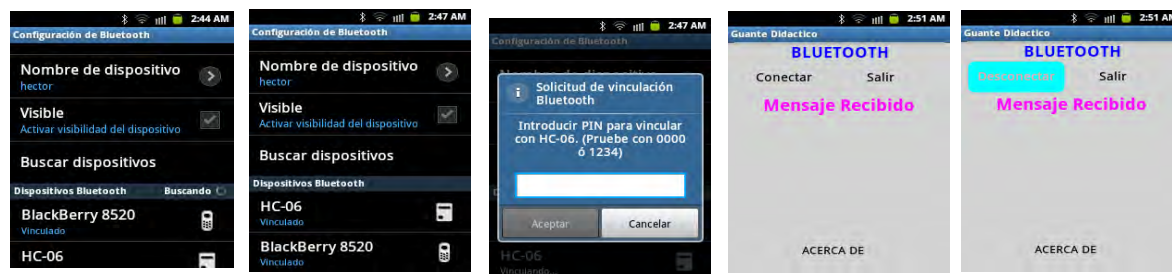 2:44 AM
Configuración de Bluetooth
Nombre de dispositivo
hector
Visible
Activar visibilidad del dispositivo
Buscar dispositivos
Dispositivos Bluetooth Buscando
BlackBerry 8520
Vinculado
HC-06
2:47 AM
Configuración de Bluetooth
Nombre de dispositivo
hector
Visible
Activar visibilidad del dispositivo
Buscar dispositivos
Dispositivos Bluetooth
HC-06
Vinculado
BlackBerry 8520
Vinculado
2:47 AM
Configuración de Bluetooth
Solicitud de vinculación
Bluetooth
Introducir PIN para vincular
con HC-06. (Pruebe con 0000
ó 1234)
Aceptar Cancelar
HC-06
Vinculando...
2:51 AM
Guante Didactico
BLUETOOTH
Conectar Salir
Mensaje Recibido
ACERCA DE
2:51 AM
Guante Didactico
BLUETOOTH
Desconectar Salir
Mensaje Recibido
ACERCA DE